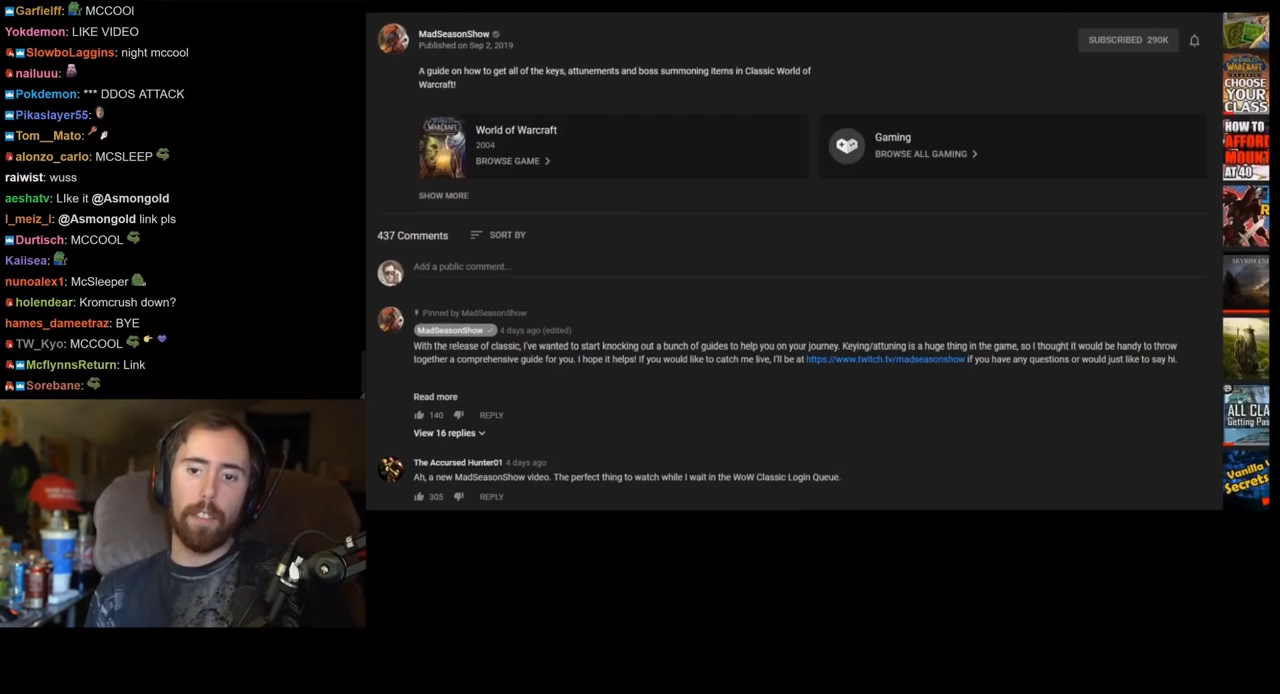 Garfielff: MCCOOl
Yokdemon: LIKE VIDEO
SlowboLaggins: night mccool
nailuuu:
Pokdemon: *** DDOS ATTACK
Pikaslayer55:
Tom__Mato:
alonzo_carlo: MCSLEEP
raiwist: wuss
aeshatv: LIke it @Asmongold
l_meiz_l: @Asmongold link pls
Durtisch: MCCOOL
Kaiisea:
nunoalex1: McSleeper
holendear: Kromcrush down?
hames_dameetraz: BYE
TW_Kyo: MCCOOL
McflynnsReturn: Link
Sorebane:
MadSeasonShow
Published on Sep 2, 2019
SUBSCRIBED 290K
A guide on how to get all of the keys, attunements and boss summoning items in Classic World of
Warcraft!
World of Warcraft
2004
BROWSE GAME
Gaming
BROWSE ALL GAMING
SHOW MORE
437 Comments
SORT BY
Add a public comment...
Pinned by MadSeasonShow
MadSeasonShow 4 days ago (edited)
With the release of classic, I've wanted to start knocking out a bunch of guides to help you on your journey. Keying/attuning is a huge thing in the game, so I thought it would be handy to throw
together a comprehensive guide for you. I hope it helps! If you would like to catch me live, I'll be at https://www.twitch.tv/madseasonshow if you have any questions or would just like to say hi.
Read more
140 REPLY
View 16 replies
The Accursed Hunter01 4 days ago
Ah, a new MadSeasonShow video. The perfect thing to watch while I wait in the WoW Classic Login Queue.
305 REPLY
WARCRAFT
CHOOSE
YOUR
CLASS
HOW TO
AFFORD
MOUNT
AT 40
ALL CLA
Getting Pas
Vanilla
Secrets